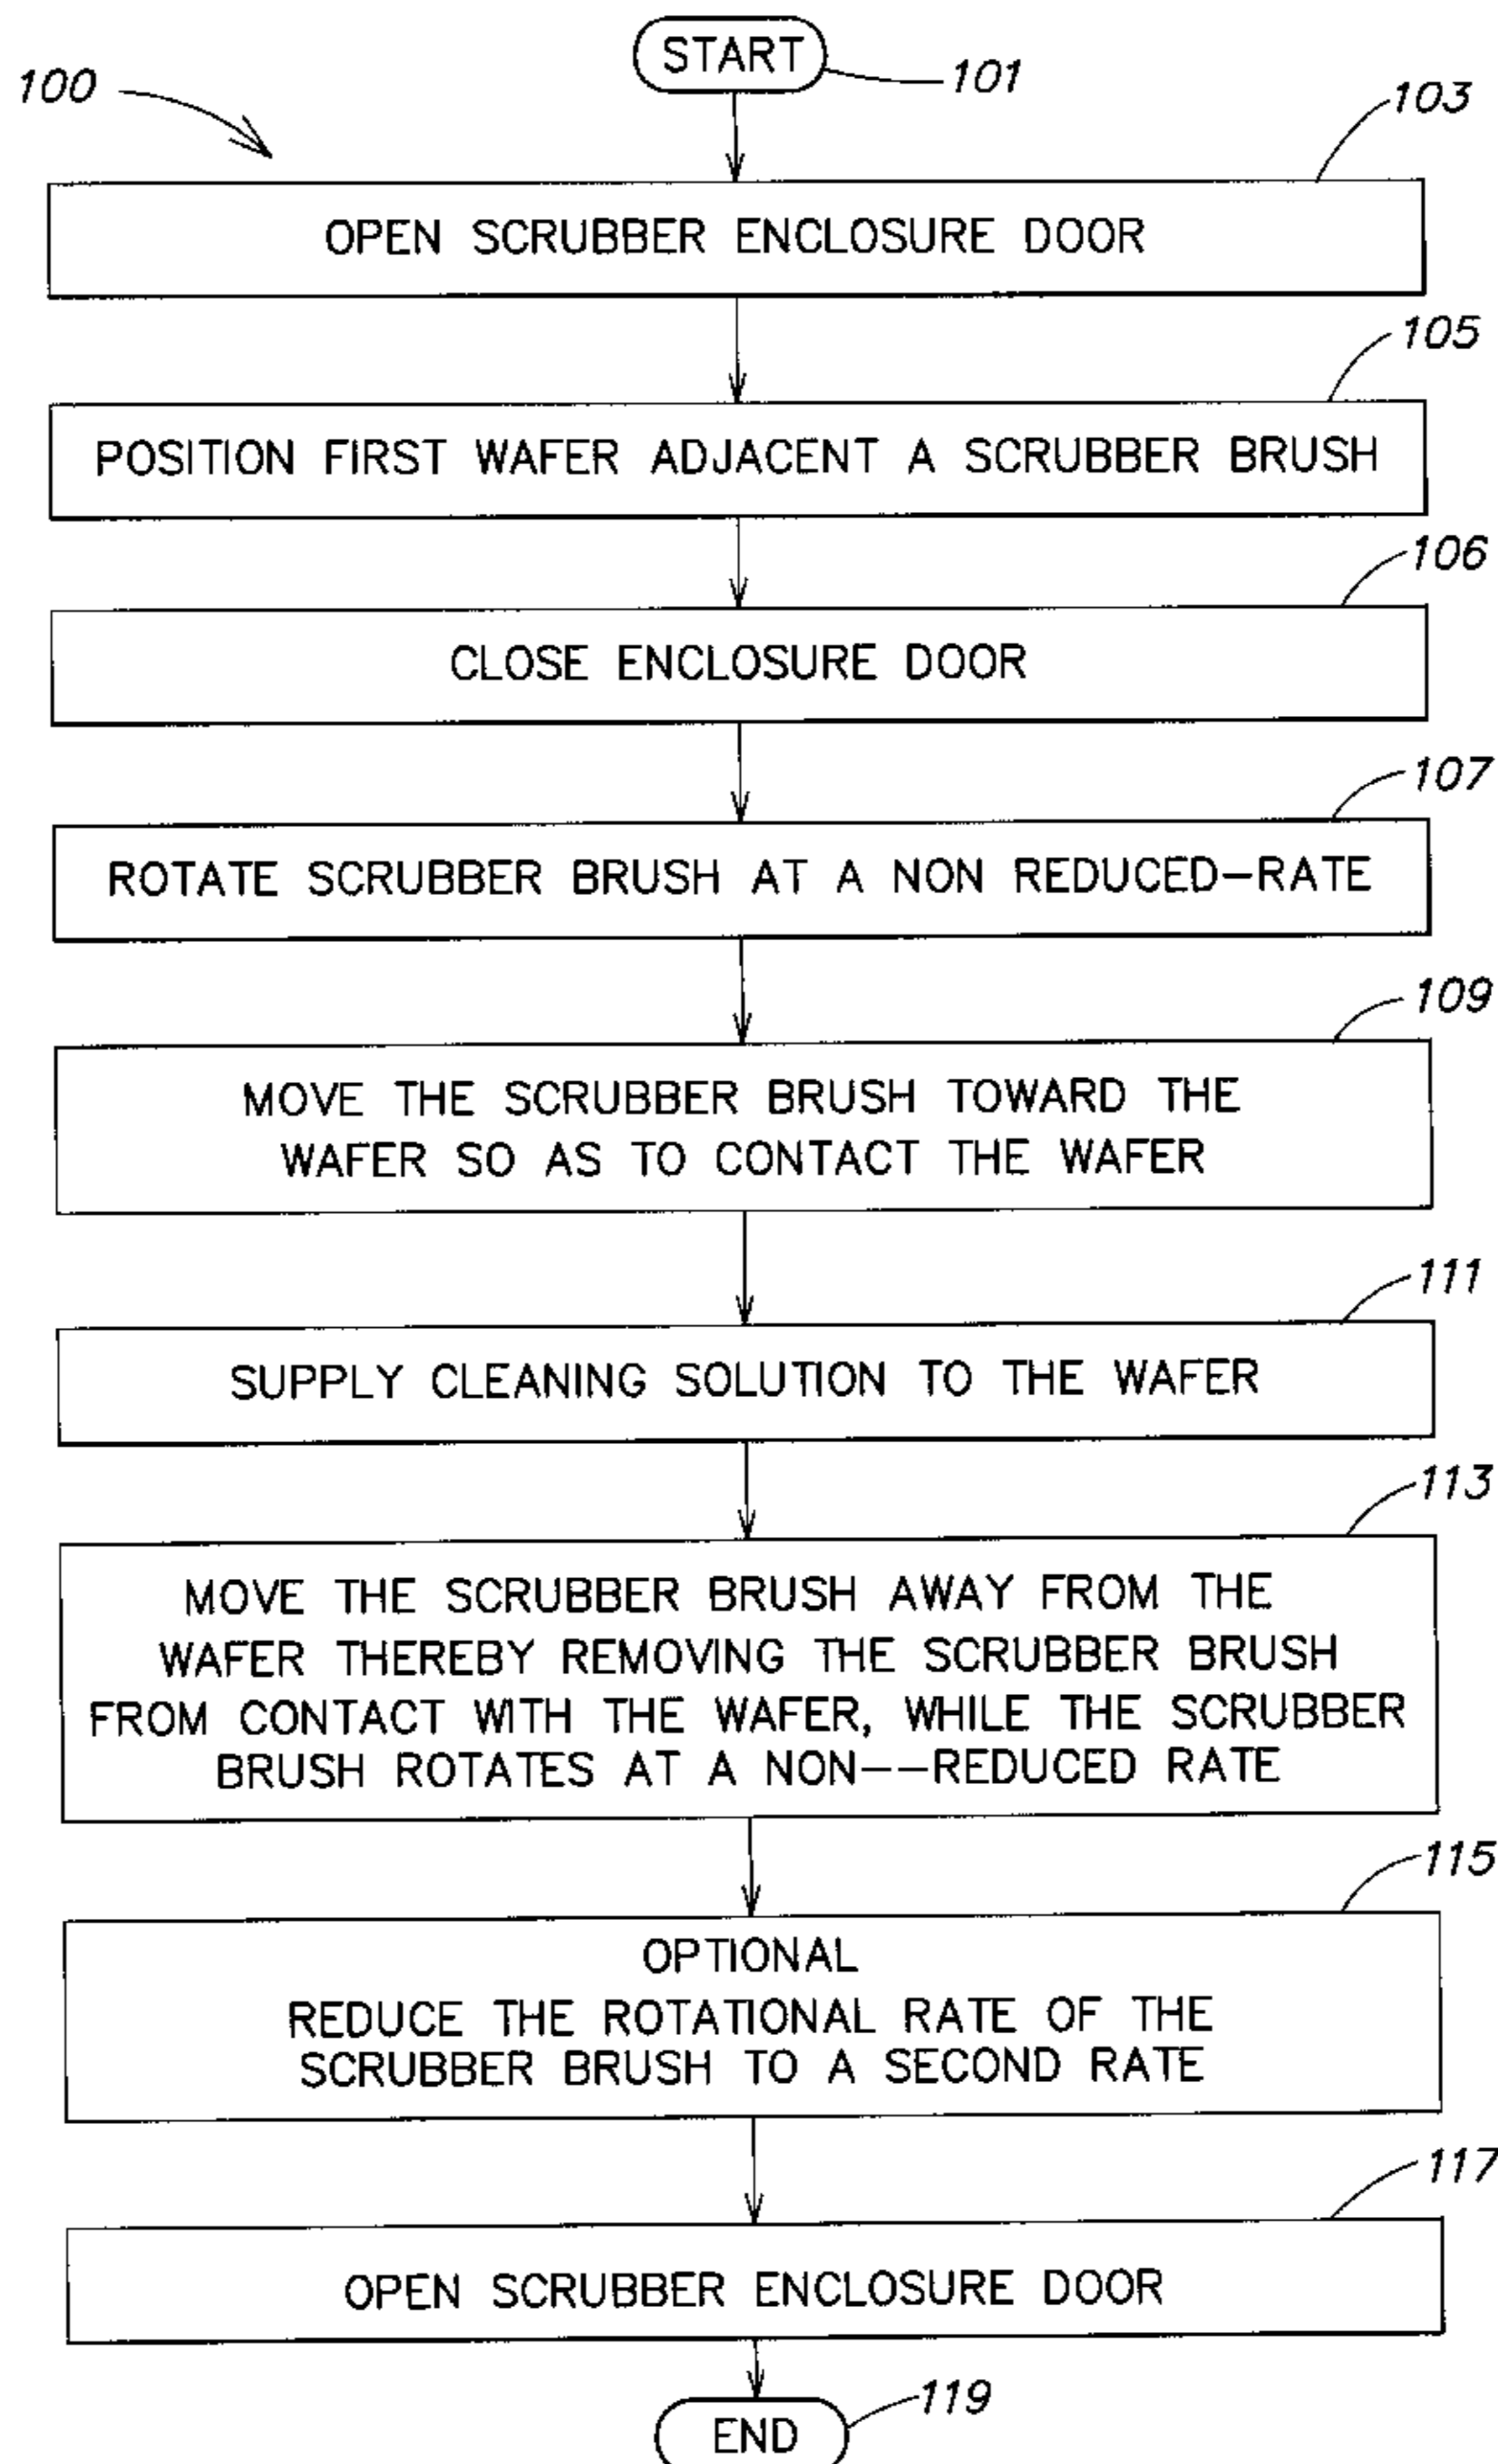 START
101
100
103
OPEN SCRUBBER ENCLOSURE DOOR
105
POSITION FIRST WAFER ADJACENT A SCRUBBER BRUSH
106
CLOSE ENCLOSURE DOOR
107
ROTATE SCRUBBER BRUSH AT A NON REDUCED-RATE
109
MOVE THE SCRUBBER BRUSH TOWARD THE
WAFER SO AS TO CONTACT THE WAFER
111
SUPPLY CLEANING SOLUTION TO THE WAFER
113
MOVE THE SCRUBBER BRUSH AWAY FROM THE
WAFER THEREBY REMOVING THE SCRUBBER BRUSH
FROM CONTACT WITH THE WAFER, WHILE THE SCRUBBER
BRUSH ROTATES AT A NON--REDUCED RATE
115
OPTIONAL
REDUCE THE ROTATIONAL RATE OF THE
SCRUBBER BRUSH TO A SECOND RATE
117
OPEN SCRUBBER ENCLOSURE DOOR
119
END